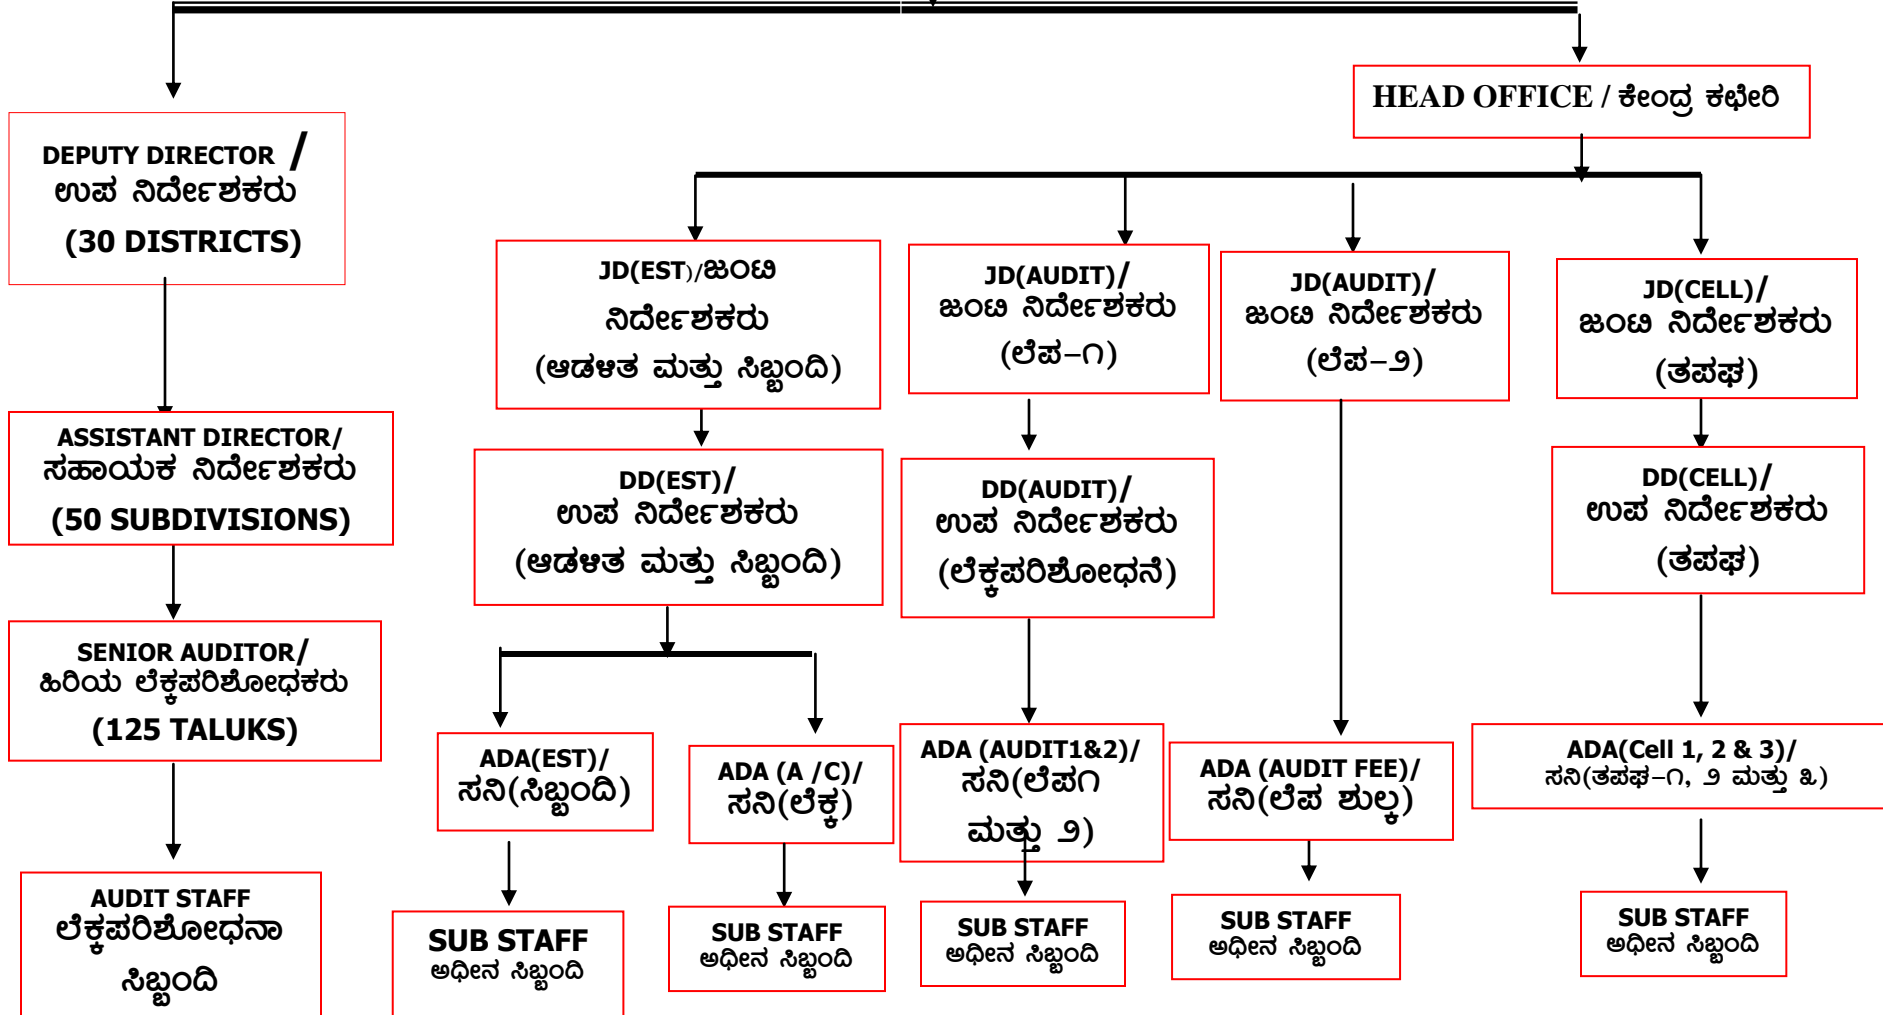 HEAD OFFICE / ಕೇಂದ್ರ ಕಛೇರಿ
DEPUTY DIRECTOR /
ಉಪ ನಿರ್ದೇಶಕರು
(30 DISTRICTS)
JD(EST)/ಜಂಟಿ
ನಿರ್ದೇಶಕರು
(ಆಡಳಿತ ಮತ್ತು ಸಿಬ್ಬಂದಿ)
JD(AUDIT)/
ಜಂಟಿ ನಿರ್ದೇಶಕರು
(ಲೆಪ-೧)
JD(AUDIT)/
ಜಂಟಿ ನಿರ್ದೇಶಕರು
(ಲೆಪ-೨)
JD(CELL)/
ಜಂಟಿ ನಿರ್ದೇಶಕರು
(ತಪಘ)
ASSISTANT DIRECTOR/
ಸಹಾಯಕ ನಿರ್ದೇಶಕರು
(50 SUBDIVISIONS)
DD(EST)/
ಉಪ ನಿರ್ದೇಶಕರು
(ಆಡಳಿತ ಮತ್ತು ಸಿಬ್ಬಂದಿ)
DD(AUDIT)/
ಉಪ ನಿರ್ದೇಶಕರು
(ಲೆಕ್ಕಪರಿಶೋಧನೆ)
DD(CELL)/
ಉಪ ನಿರ್ದೇಶಕರು
(ತಪಘ)
SENIOR AUDITOR/
ಹಿರಿಯ ಲೆಕ್ಕಪರಿಶೋಧಕರು
(125 TALUKS)
ADA(EST)/
ಸನಿ(ಸಿಬ್ಬಂದಿ)
ADA (A /C)/
ಸನಿ(ಲೆಕ್ಕ)
ADA (AUDIT1&2)/
ಸನಿ(ಲೆಪ೧
ಮತ್ತು ೨)
ADA (AUDIT FEE)/
ಸನಿ(ಲೆಪ ಶುಲ್ಕ)
ADA(Cell 1, 2 & 3)/
ಸನಿ(ತಪಘ-೧, ೨ ಮತ್ತು ೩)
AUDIT STAFF
ಲೆಕ್ಕಪರಿಶೋಧನಾ
ಸಿಬ್ಬಂದಿ
SUB STAFF
ಅಧೀನ ಸಿಬ್ಬಂದಿ
SUB STAFF
ಅಧೀನ ಸಿಬ್ಬಂದಿ
SUB STAFF
ಅಧೀನ ಸಿಬ್ಬಂದಿ
SUB STAFF
ಅಧೀನ ಸಿಬ್ಬಂದಿ
SUB STAFF
ಅಧೀನ ಸಿಬ್ಬಂದಿ